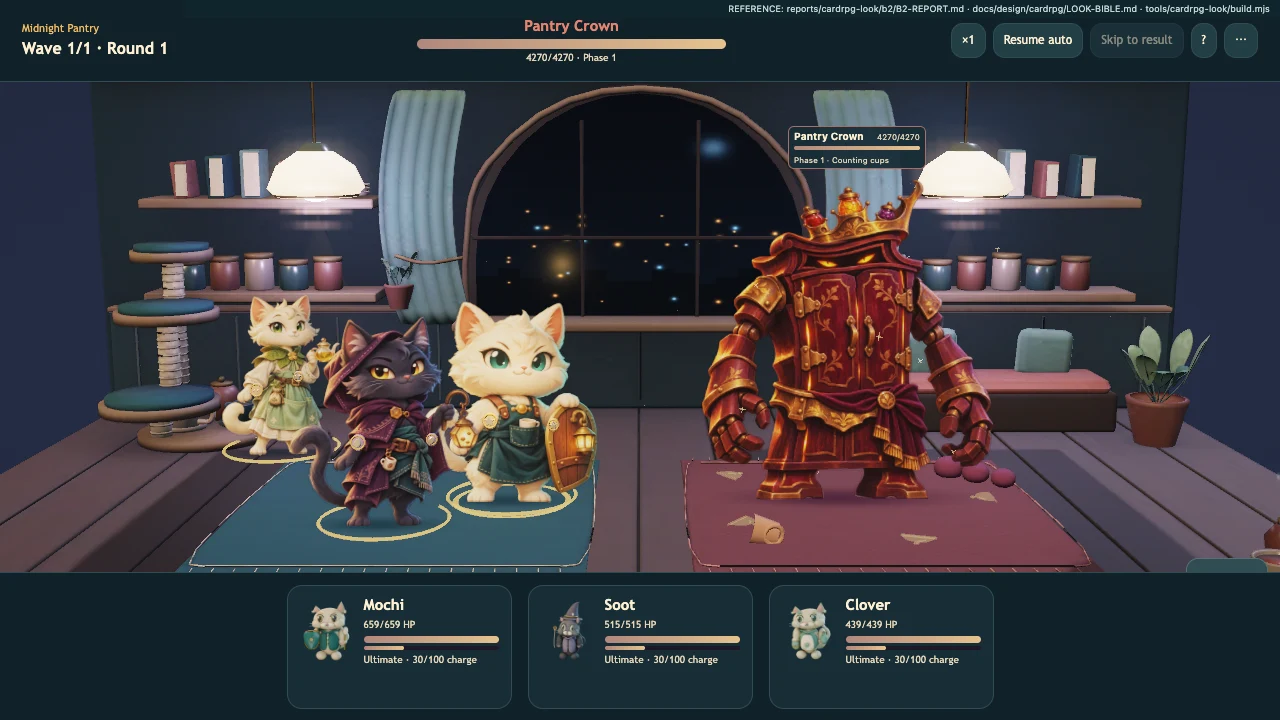 REFERENCE: reports/cardrpg-look/b2/B2-REPORT.md · docs/design/cardrpg/LOOK-BIBLE.md · tools/cardrpg-look/build.mjs
Midnight Pantry
Wave 1/1 · Round 1
Pantry Crown
4270/4270 · Phase 1
×1
Resume auto
Skip to result
?
···
Pantry Crown 4270/4270
Phase 1 · Counting cups
Mochi
659/659 HP
Ultimate · 30/100 charge
Soot
515/515 HP
Ultimate · 30/100 charge
Clover
439/439 HP
Ultimate · 30/100 charge